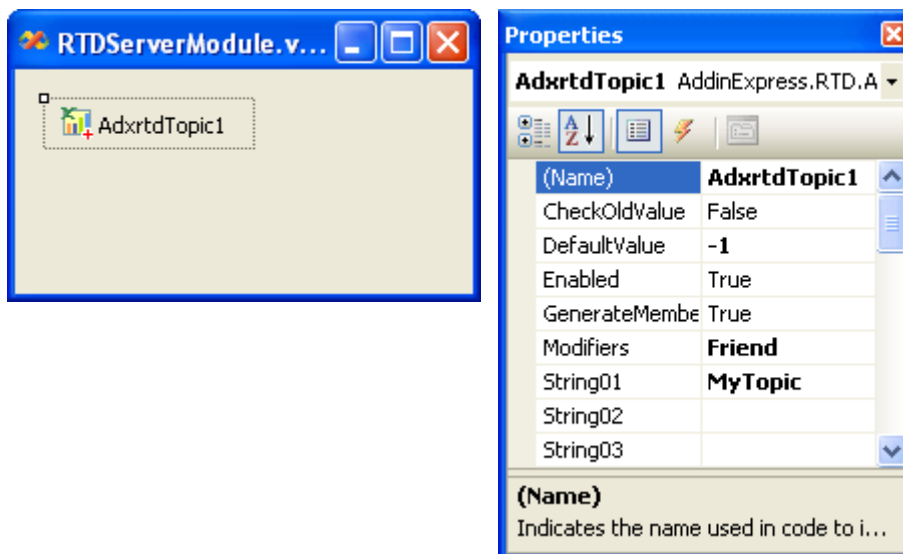 RTDServerModule.v...
AdxrtdTopic1
Properties
AdxrtdTopic1 AddinExpress.RTD.A
(Name) AdxrtdTopic1
CheckOldValue False
DefaultValue -1
Enabled True
GenerateMembe True
Modifiers Friend
String01 MyTopic
String02
String03
(Name)
Indicates the name used in code to i...